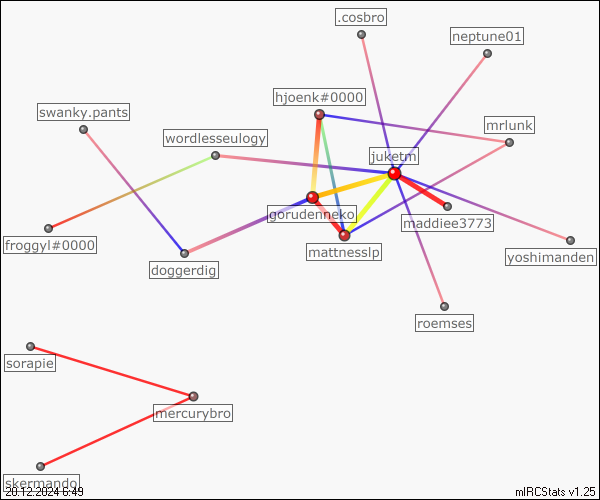 .cosbro
neptune01
hjoenk#0000
swanky.pants
mrlunk
wordlesseulogy
juketm
gorudenneko
maddiee3773
froggyl#0000
mattnesslp
yoshimanden
doggerdig
roemses
sorapie
mercurybro
skermando
20.12.2024 6:49
mIRCStats v1.25